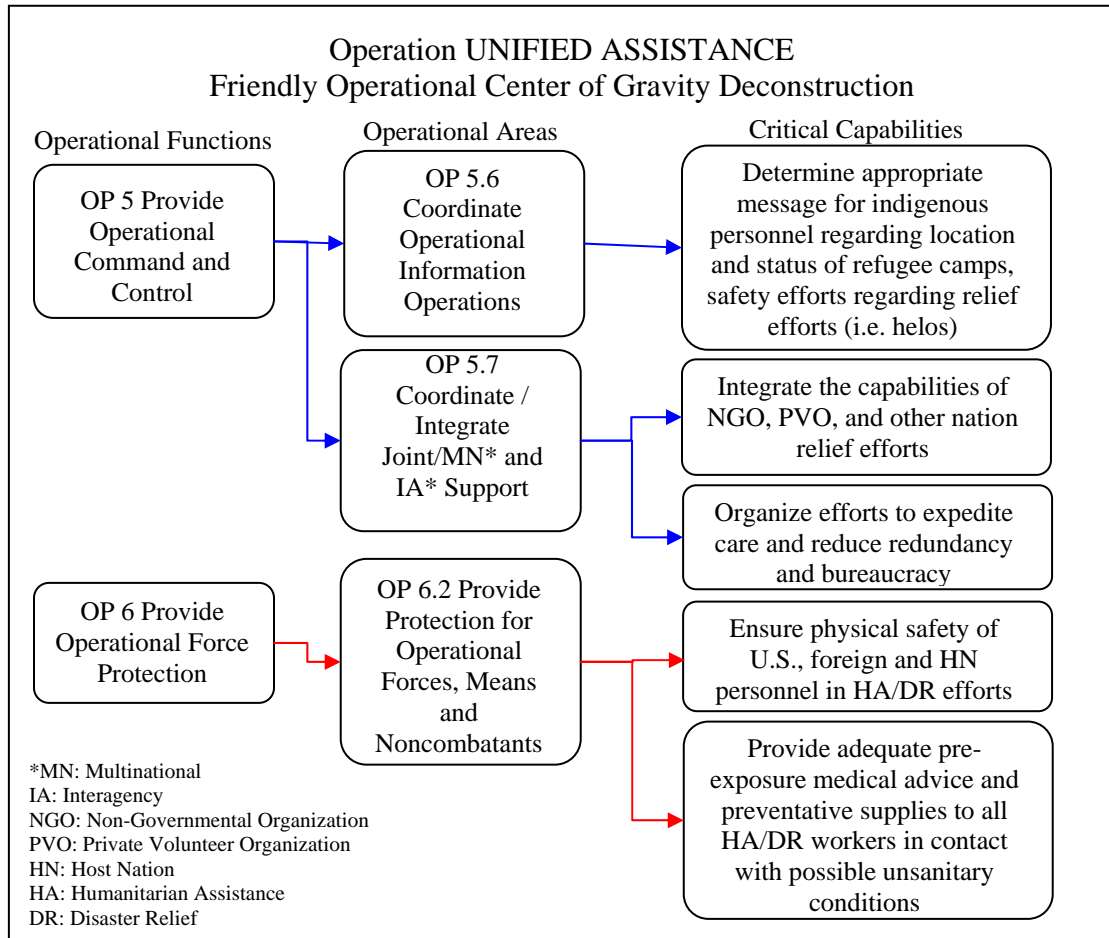 Operation UNIFIED ASSISTANCE
Friendly Operational Center of Gravity Deconstruction
Operational Functions
Operational Areas
Critical Capabilities
OP 5 Provide
Operational
Command and
Control
OP 5.6
Coordinate
Operational
Information
Operations
Determine appropriate
message for indigenous
personnel regarding location
and status of refugee camps,
safety efforts regarding relief
efforts (i.e. helos)
OP 5.7
Coordinate /
Integrate
Joint/MN* and
IA* Support
Integrate the capabilities of
NGO, PVO, and other nation
relief efforts
Organize efforts to expedite
care and reduce redundancy
and bureaucracy
OP 6 Provide
Operational Force
Protection
OP 6.2 Provide
Protection for
Operational
Forces, Means
and
Noncombatants
Ensure physical safety of
U.S., foreign and HN
personnel in HA/DR efforts
Provide adequate pre-
exposure medical advice and
preventative supplies to all
HA/DR workers in contact
with possible unsanitary
conditions
*MN: Multinational
IA: Interagency
NGO: Non-Governmental Organization
PVO: Private Volunteer Organization
HN: Host Nation
HA: Humanitarian Assistance
DR: Disaster Relief